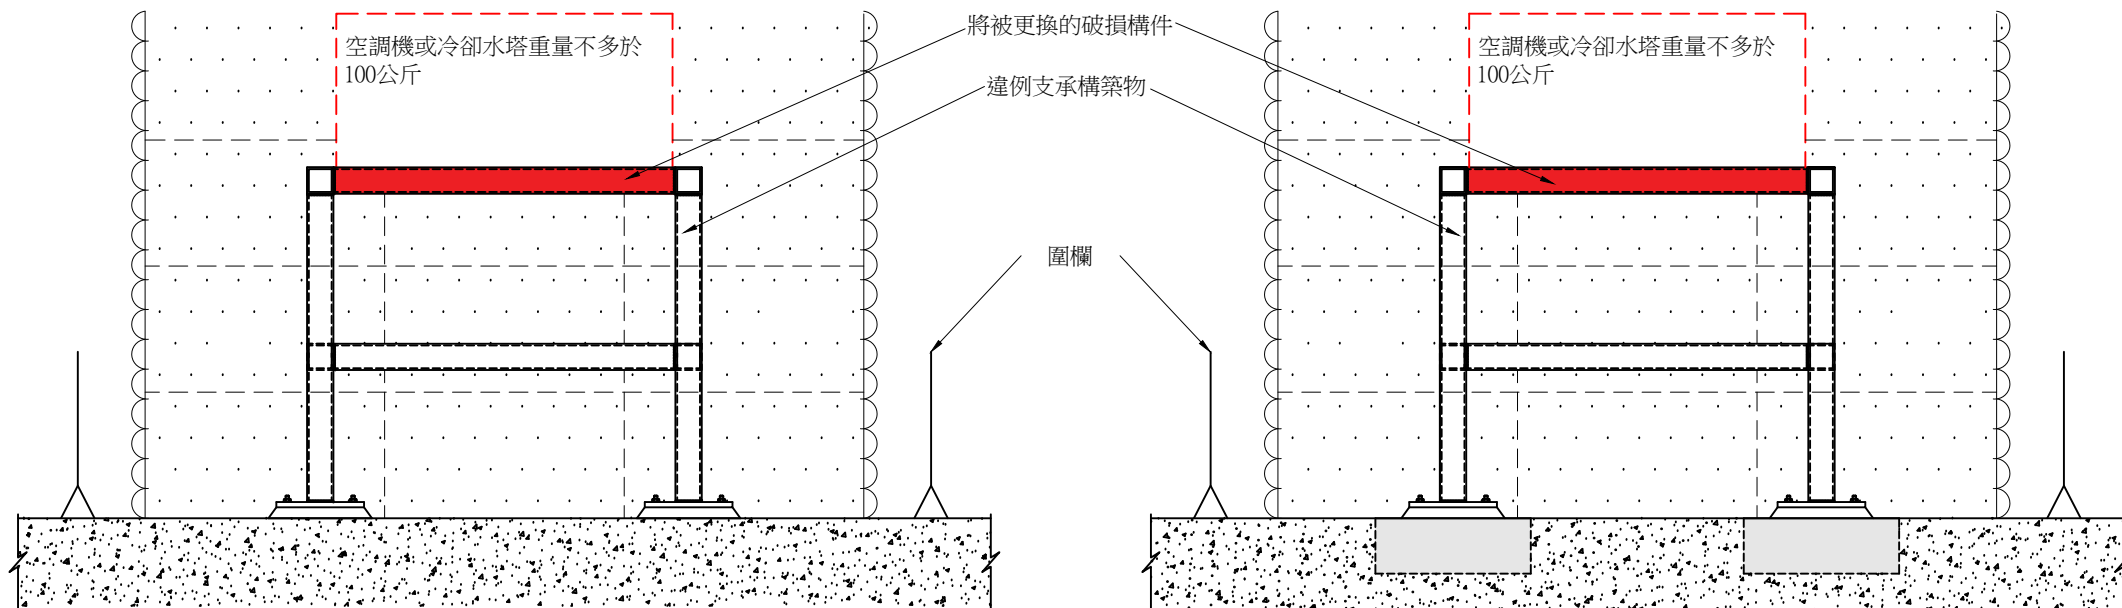 空調機或冷卻水塔重量不多於
100公斤
將被更換的破損構件
違例支承構築物
圍欄
空調機或冷卻水塔重量不多於
100公斤